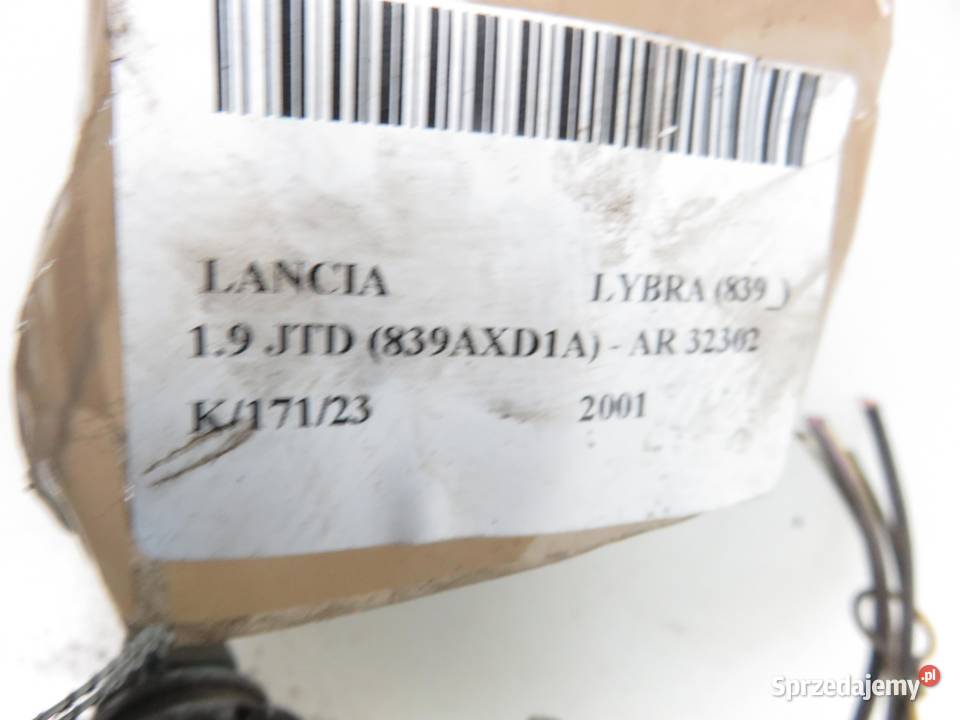 LANCIA LYBRA (839_)
1.9 JTD (839AXD1A) - AR 32302
K/171/23 2001
Sprzedajemy.pl